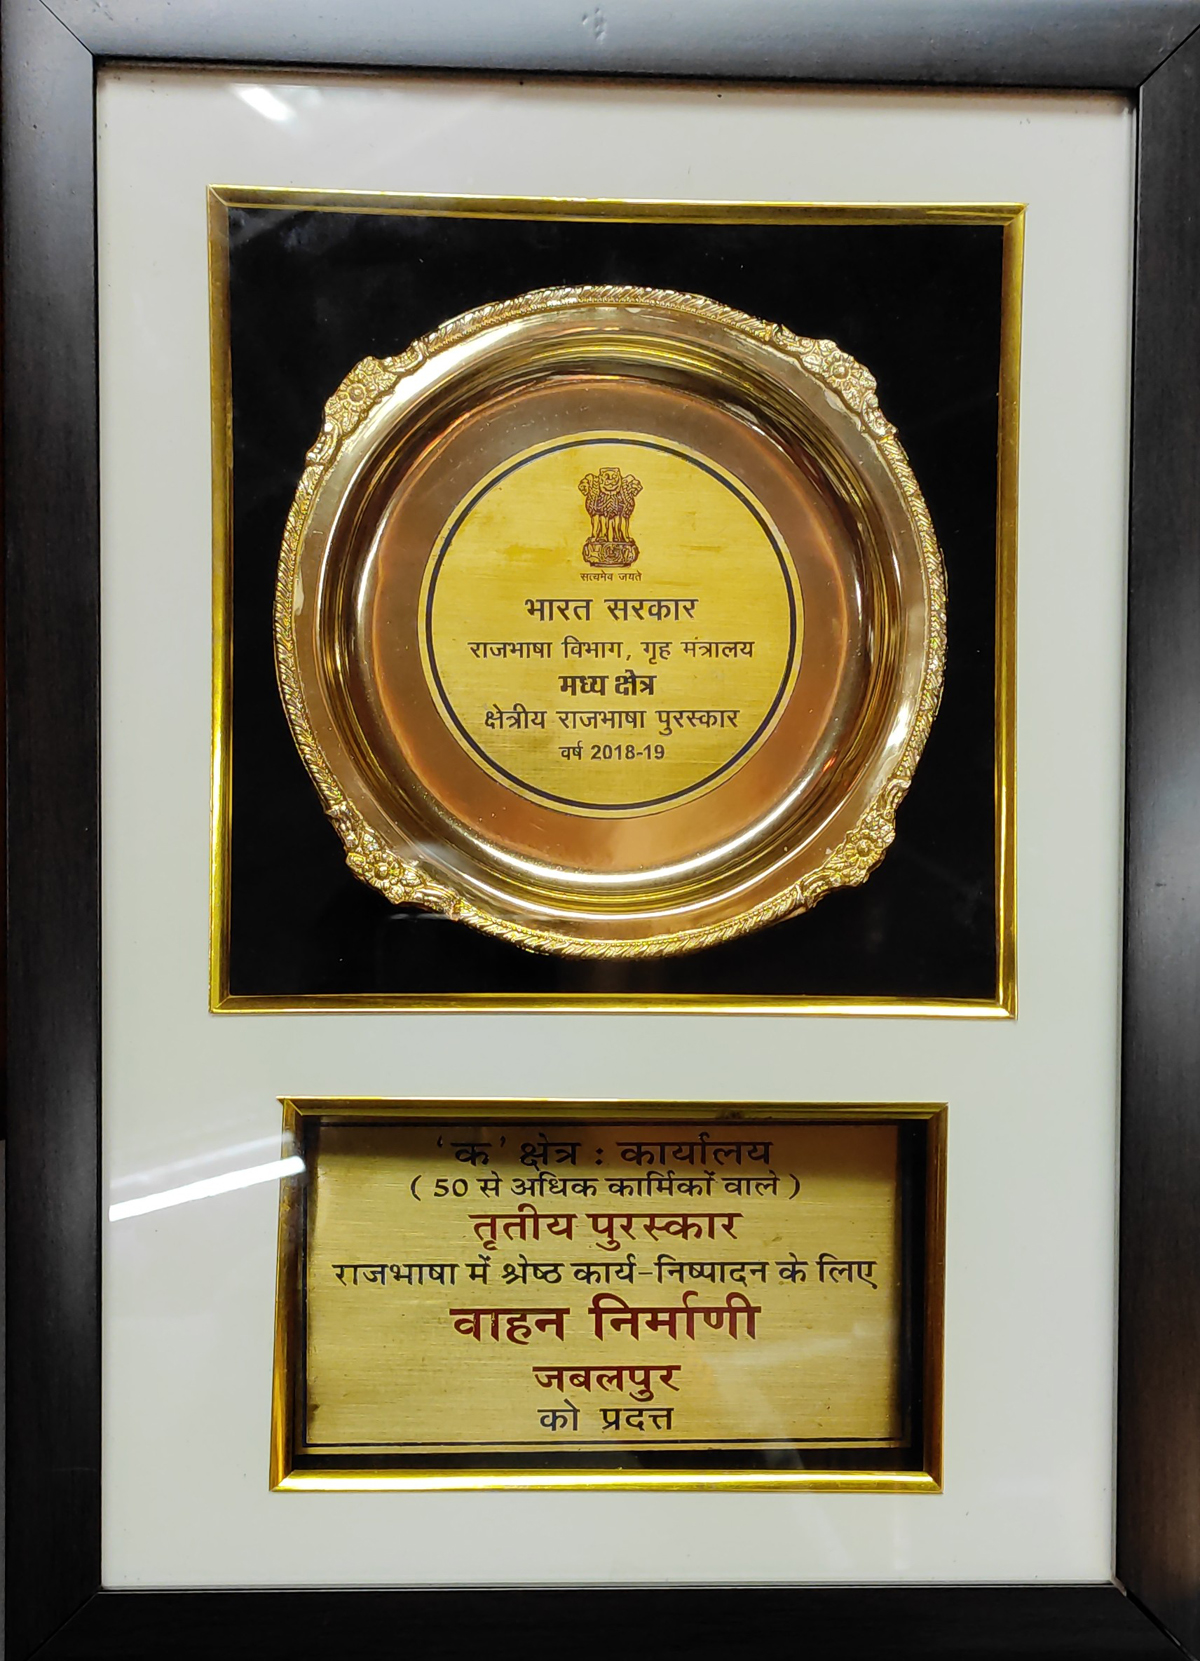 सत्यमेव जयते
भारत सरकार
राजभाषा विभाग, गृह मंत्रालय
मध्य क्षेत्र
क्षेत्रीय राजभाषा पुरस्कार
वर्ष 2018-19
'क' क्षेत्र : कार्यालय
( 50 से अधिक कार्मिकों वाले )
तृतीय पुरस्कार
राजभाषा में श्रेष्ठ कार्य-निष्पादन के लिए
वाहन निर्माणी
जबलपुर
को प्रदत्त